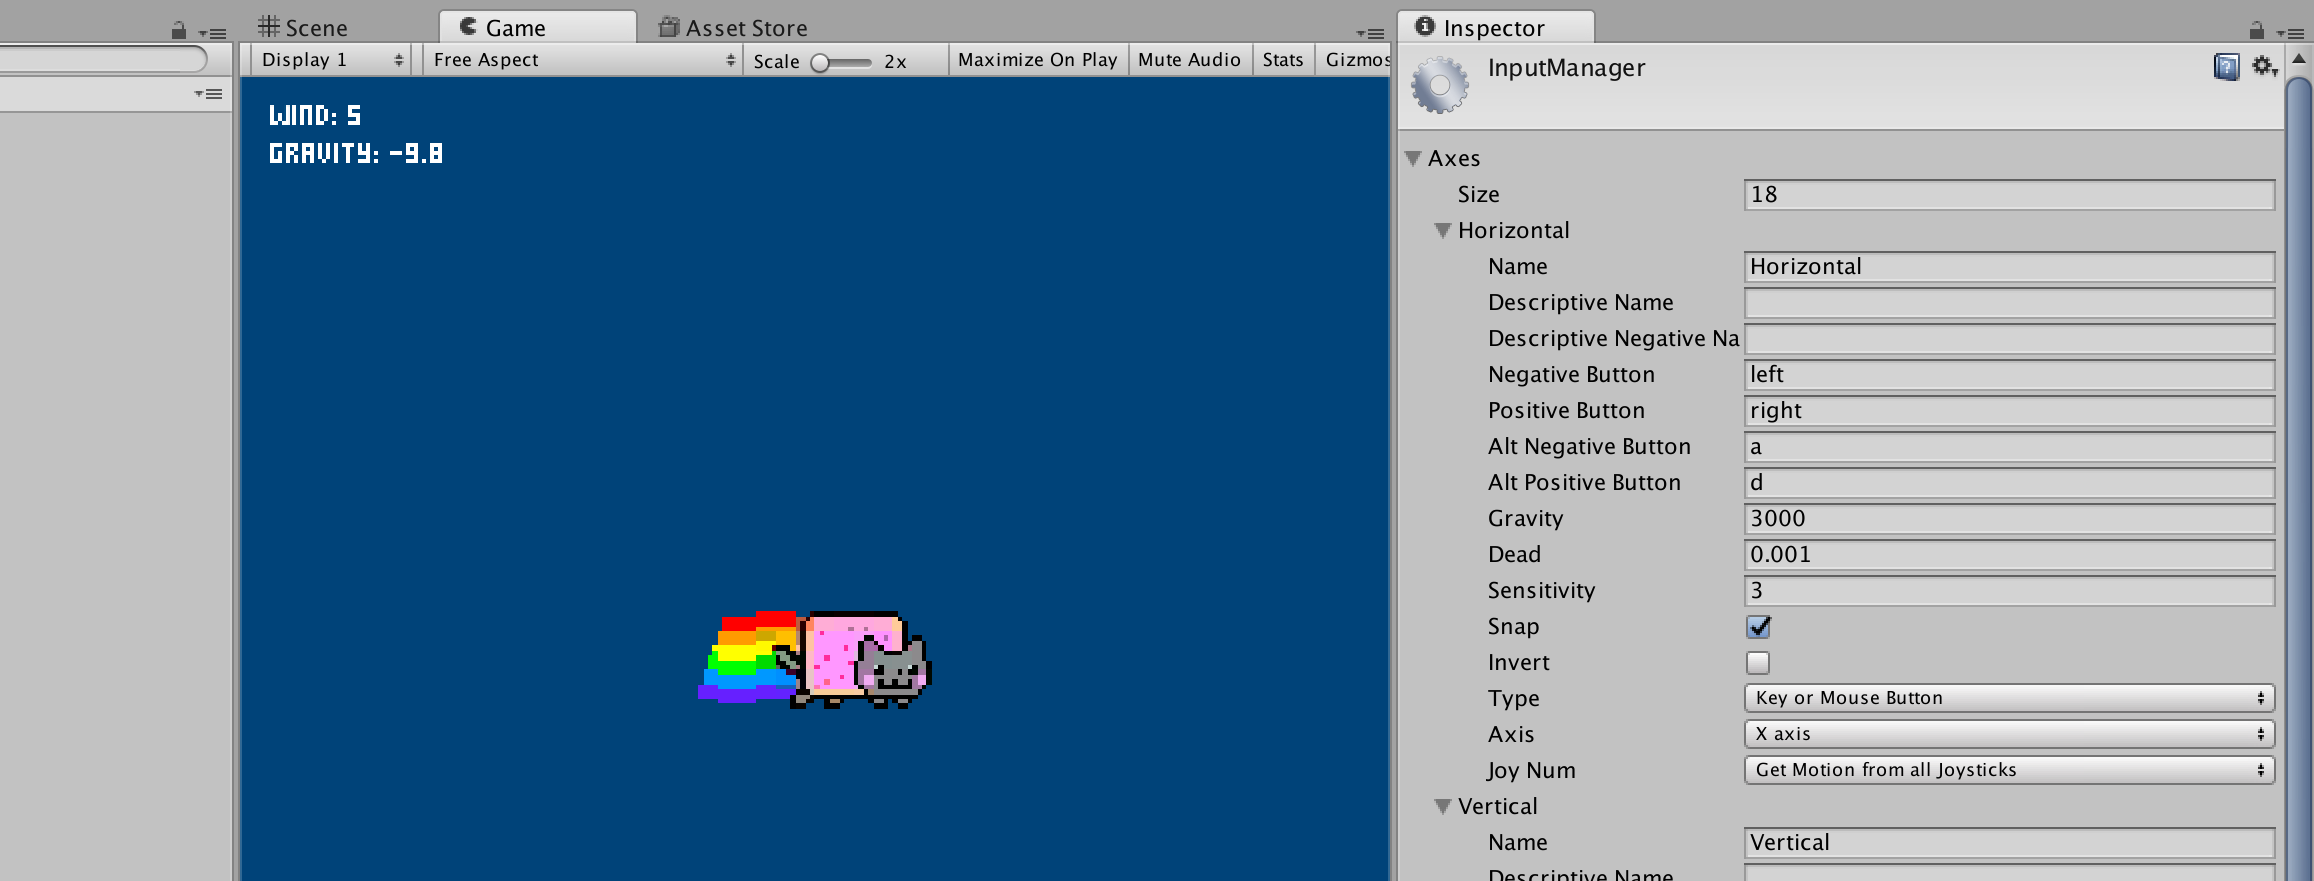 Scene
Game
Asset Store
Inspector
Display 1
Free Aspect
Scale
2x
Maximize On Play
Mute Audio
Stats
Gizmos
InputManager
WIND: 5
GRAVITY: -9.8
Axes
Size 18
Horizontal
Name Horizontal
Descriptive Name
Descriptive Negative Na
Negative Button left
Positive Button right
Alt Negative Button a
Alt Positive Button d
Gravity 3000
Dead 0.001
Sensitivity 3
Snap
Invert
Type Key or Mouse Button
Axis X axis
Joy Num Get Motion from all Joysticks
Vertical
Name Vertical
Descriptive Name